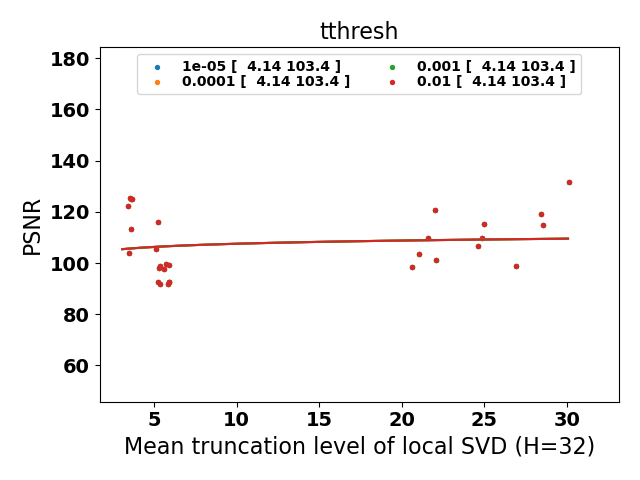 tthresh
1e-05 [  4.14 103.4 ]
0.0001 [  4.14 103.4 ]
0.001 [  4.14 103.4 ]
0.01 [  4.14 103.4 ]
PSNR
180
160
140
120
100
80
60
5 10 15 20 25 30
Mean truncation level of local SVD (H=32)